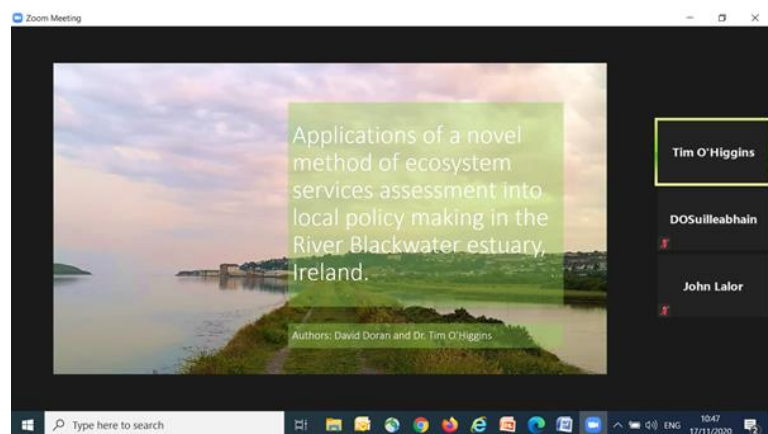 Zoom Meeting
Applications of a novel
method of ecosystem
services assessment into
local policy making in the
River Blackwater estuary,
Ireland.
Authors: David Doran and Dr. Tim O'Higgins
Tim O'Higgins
DOSuilleabhain
John Lalor
Type here to search
ENG
10:47
17/11/2020